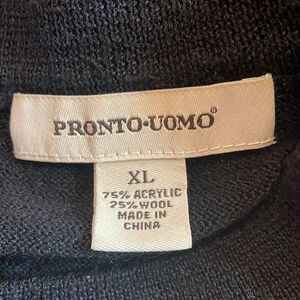 PRONTO-UOMO®
XL
75% ACRYLIC
25% WOOL
MADE IN
CHINA